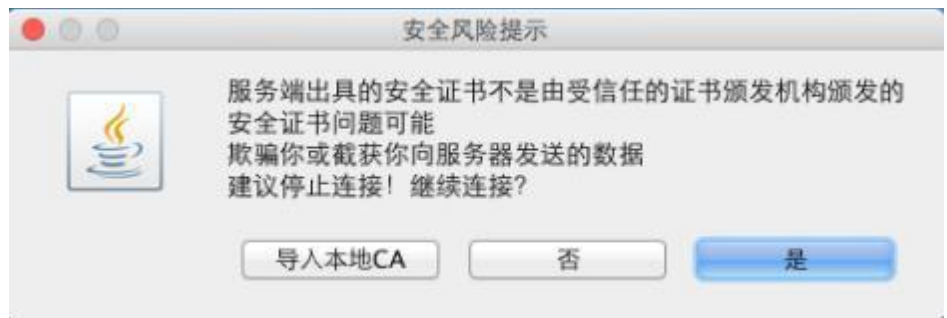 安全风险提示
服务端出具的安全证书不是由受信任的证书颁发机构颁发的
安全证书问题可能
欺骗你或截获你向服务器发送的数据
建议停止连接！继续连接?
导入本地CA
否
是